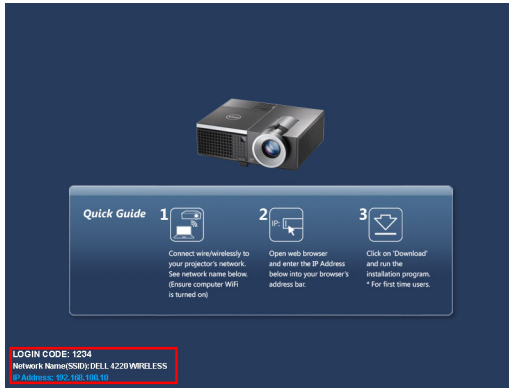 Quick Guide
1
Connect wire/wirelessly to
your projector's network.
See network name below.
(Ensure computer WiFi
is turned on)
2
IP:
Open web browser
and enter the IP Address
below into your browser's
address bar.
3
Click on 'Download'
and run the
installation program.
* For first time users.
LOGIN CODE: 1234
Network Name(SSID): DELL 4220 WIRELESS
IP Address: 192.168.100.10